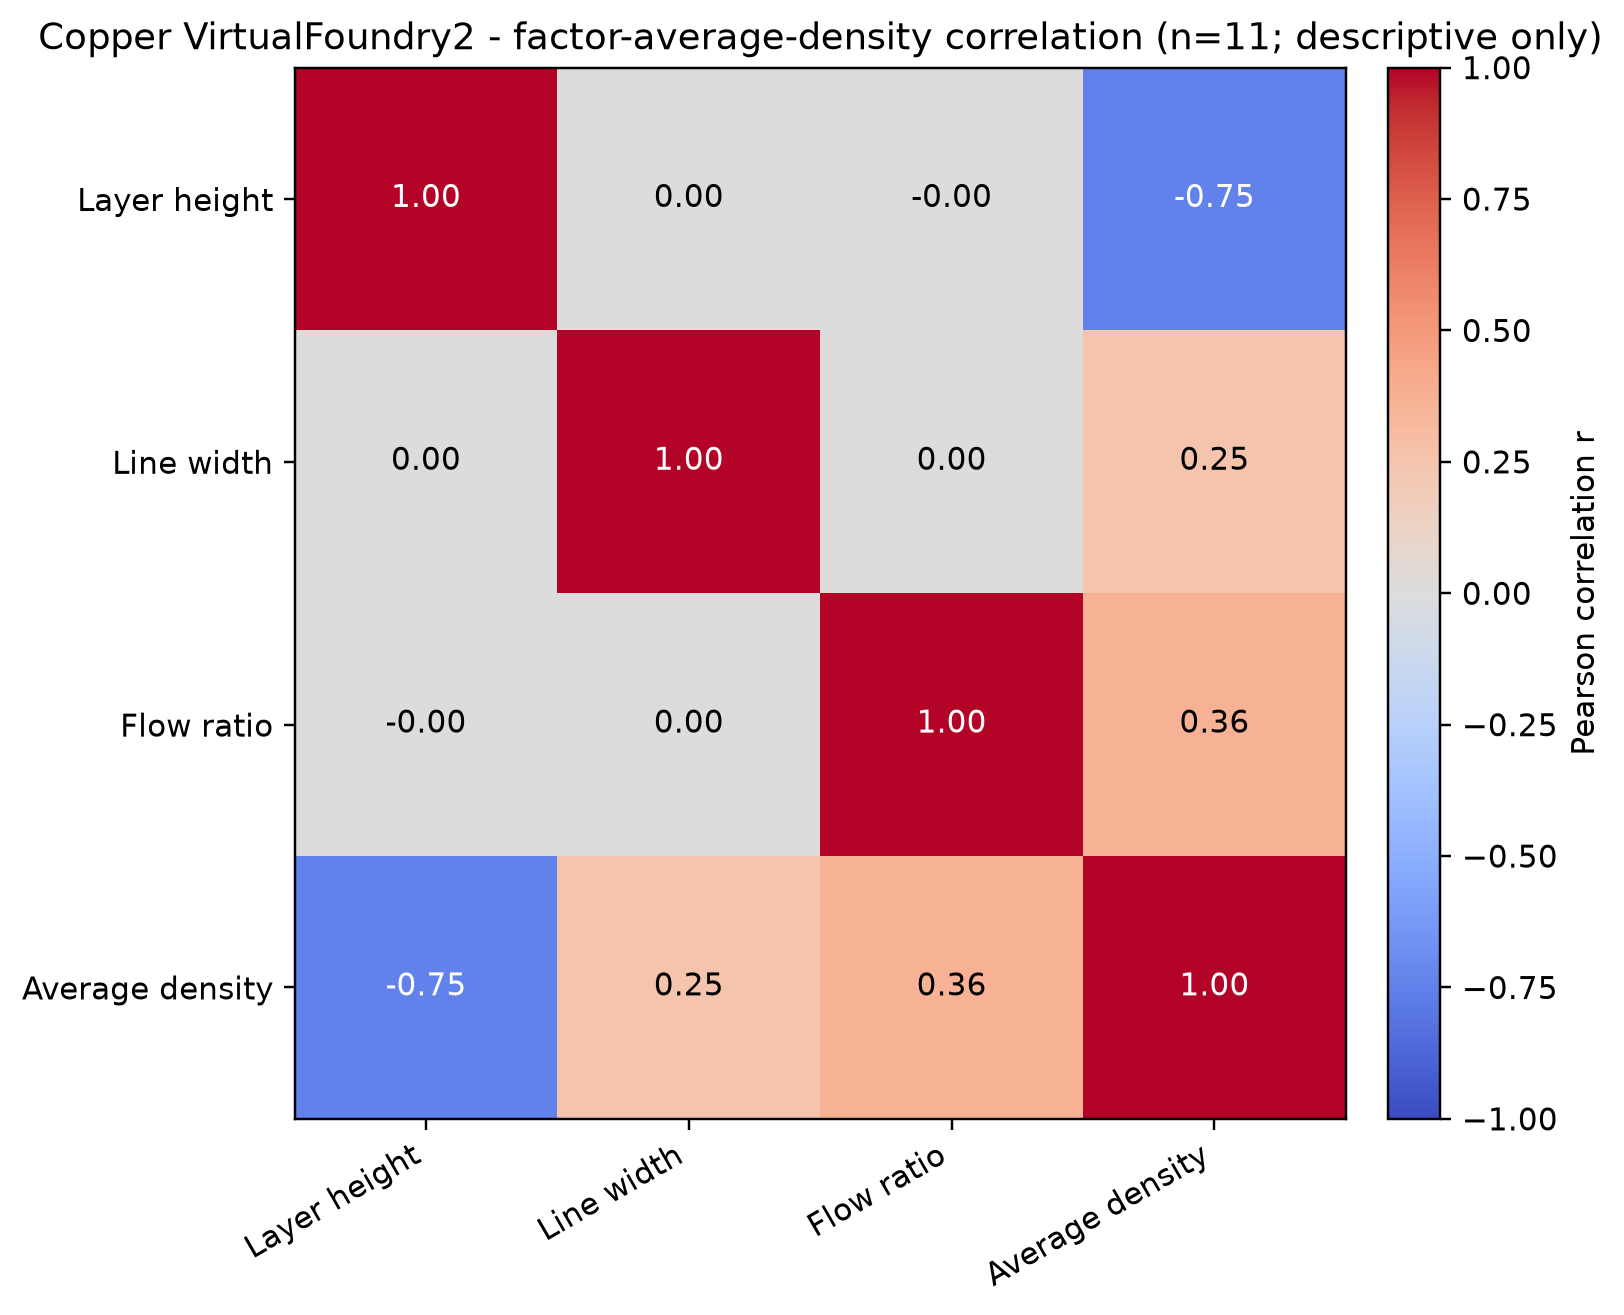 Copper VirtualFoundry2 - factor-average-density correlation (n=11; descriptive only)
Layer height 1.00 0.00 -0.00 -0.75
Line width 0.00 1.00 0.00 0.25
Flow ratio -0.00 0.00 1.00 0.36
Average density -0.75 0.25 0.36 1.00
Layer height Line width Flow ratio Average density
1.00
0.75
0.50
0.25
0.00
−0.25
−0.50
−0.75
−1.00
Pearson correlation r